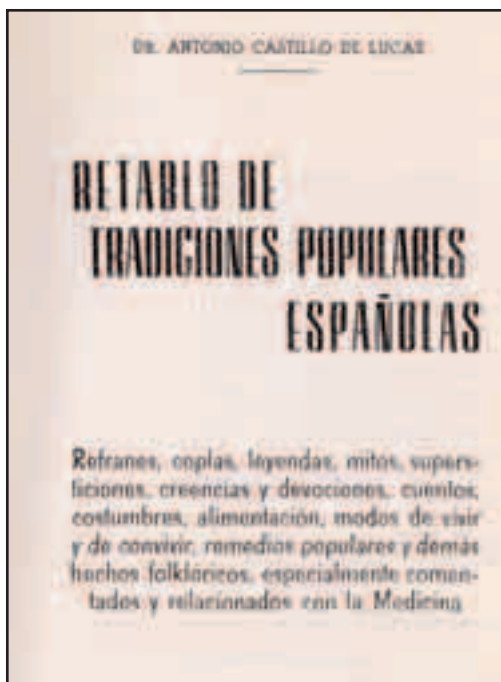 DR. ANTONIO CASTILLO DE LUCAS
RETABLO DE
TRADICIONES POPULARES
ESPAÑOLAS
Refranes, coplas, leyendas, mitos, supers-
ticiones, creencias y devociones, cuentos,
costumbres, alimentación, modos de vivir
y de convivir, remedios populares y demás
hechos folklóricos, especialmente comen-
tados y relacionados con la Medicina